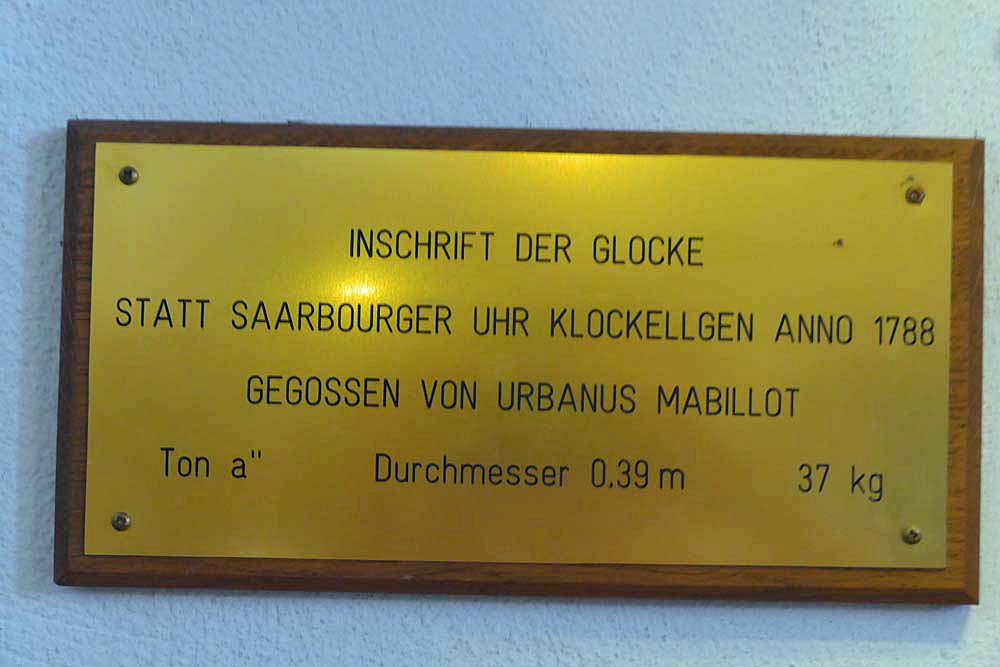 INSCHRIFT DER GLOCKE
STATT SAARBOURGER UHR KLOCKELLGEN ANNO 1788
GEGOSSEN VON URBANUS MABILLOT
Ton a" Durchmesser 0,39 m 37 kg